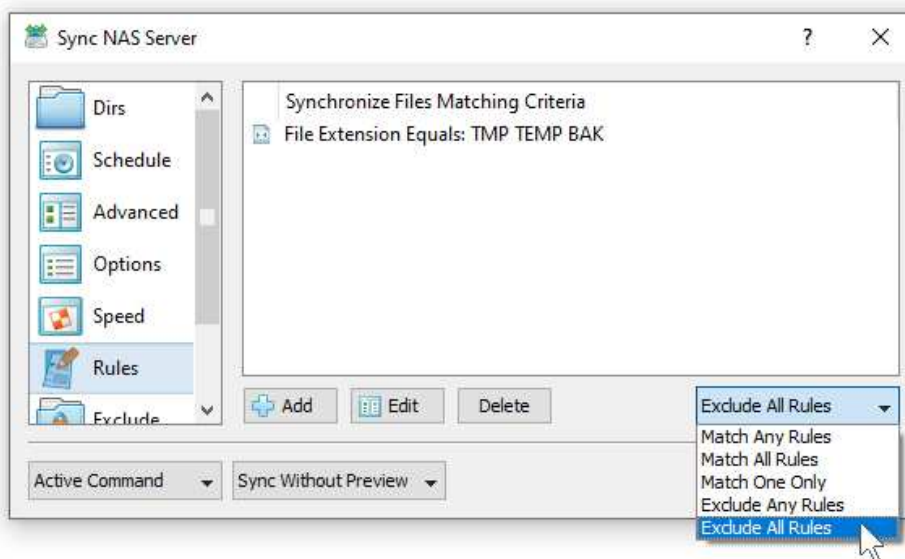 Sync NAS Server
?
Dirs
Schedule
Advanced
Options
Speed
Rules
Exclude
Synchronize Files Matching Criteria
File Extension Equals: TMP TEMP BAK
Add
Edit
Delete
Exclude All Rules
Match Any Rules
Match All Rules
Match One Only
Exclude Any Rules
Exclude All Rules
Active Command
Sync Without Preview